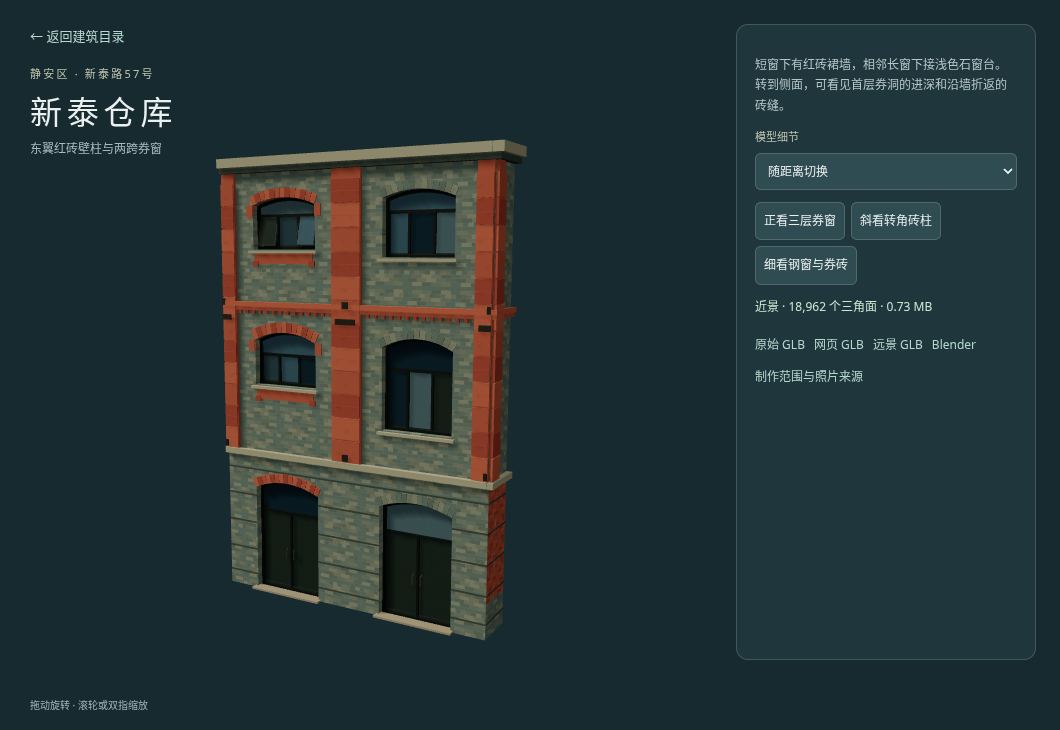 ← 返回建筑目录
静安区 · 新泰路57号
新泰仓库
东翼红砖壁柱与两跨券窗
短窗下有红砖裙墙，相邻长窗下接浅色石窗台。
转到侧面，可看见首层券洞的进深和沿墙折返的
砖缝。
模型细节
随距离切换
正看三层券窗 斜看转角砖柱
细看钢窗与券砖
近景 · 18,962 个三角面 · 0.73 MB
原始 GLB 网页 GLB 远景 GLB Blender
制作范围与照片来源
拖动旋转 · 滚轮或双指缩放